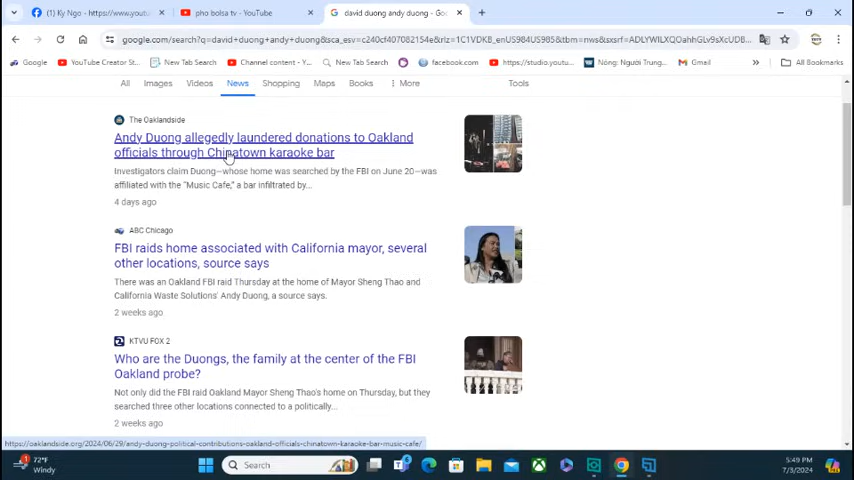 (1) Ky Ngo - https://www.yout
pho bolsa tv - YouTube
david duong andy duong - Goo
google.com/search?q=david+duong+andy+duong&sca_esv=c240cf407082154e&rlz=1C1VDKB_enUS984US985&tbm=nws&sxsrf=
Google
YouTube Creator St...
New Tab Search
Channel content - Y...
New Tab Search
facebook.com
https://studio.youtu...
Nóng: Người Trung...
Gmail
»
All Bookmarks
All
Images
Videos
News
Shopping
Maps
Books
More
Tools
The Oaklandside
Andy Duong allegedly laundered donations to Oakland
officials through Chinatown karaoke bar
Investigators claim Duong—whose home was searched by the FBI on June 20—was
affiliated with the “Music Cafe,” a bar infiltrated by...
4 days ago
ABC Chicago
FBI raids home associated with California mayor, several
other locations, source says
There was an Oakland FBI raid Thursday at the home of Mayor Sheng Thao and
California Waste Solutions' Andy Duong, a source says.
2 weeks ago
KTVU FOX 2
Who are the Duongs, the family at the center of the FBI
Oakland probe?
Not only did the FBI raid Oakland Mayor Sheng Thao's home on Thursday, but they
searched three other locations connected to a politically...
2 weeks ago
https://oaklandside.org/2024/06/29/andy-duong-political-contributions-oakland-officials-chinatown-karaoke-bar-music-cafe/
72°F
Windy
Search
5:49 PM
7/3/2024